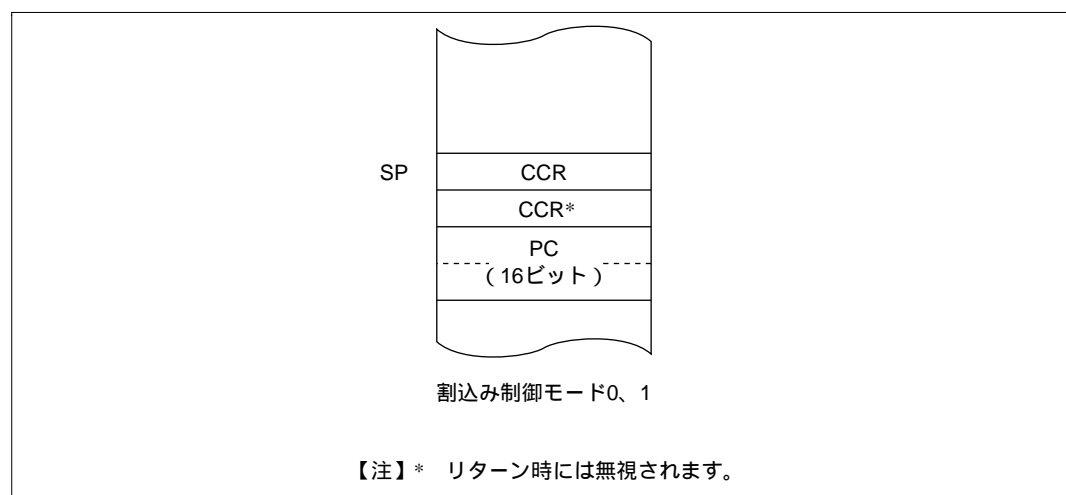 SP CCR
CCR*
PC
(16ビット)
割込み制御モード0、1
【注】* リターン時には無視されます。